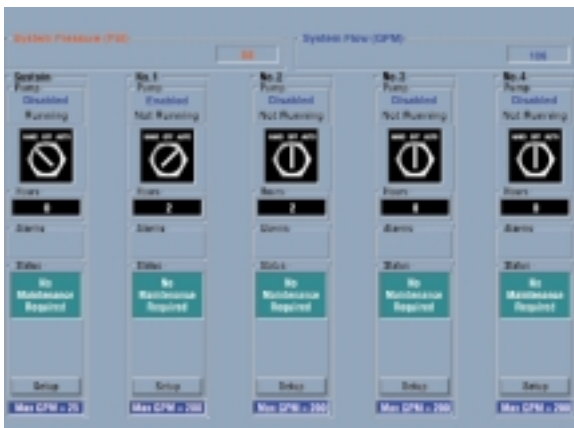 System Pressure (PSI)
System Flow (GPM)
Sustain
Pump
Disabled
Running
HAND OFF AUTO
Hours
Alarms
Status
No
Maintenance
Required
Setup
Max GPM = 25
No.1
Pump
Enabled
Not Running
HAND OFF AUTO
Hours
2
Alarms
Status
No
Maintenance
Required
Setup
Max GPM = 200
No.2
Pump
Disabled
Not Running
HAND OFF AUTO
Hours
2
Alarms
Status
No
Maintenance
Required
Setup
Max GPM = 200
No.3
Pump
Disabled
Not Running
HAND OFF AUTO
Hours
Alarms
Status
No
Maintenance
Required
Setup
Max GPM = 200
No.4
Pump
Disabled
Not Running
HAND OFF AUTO
Hours
Alarms
Status
No
Maintenance
Required
Setup
Max GPM = 200